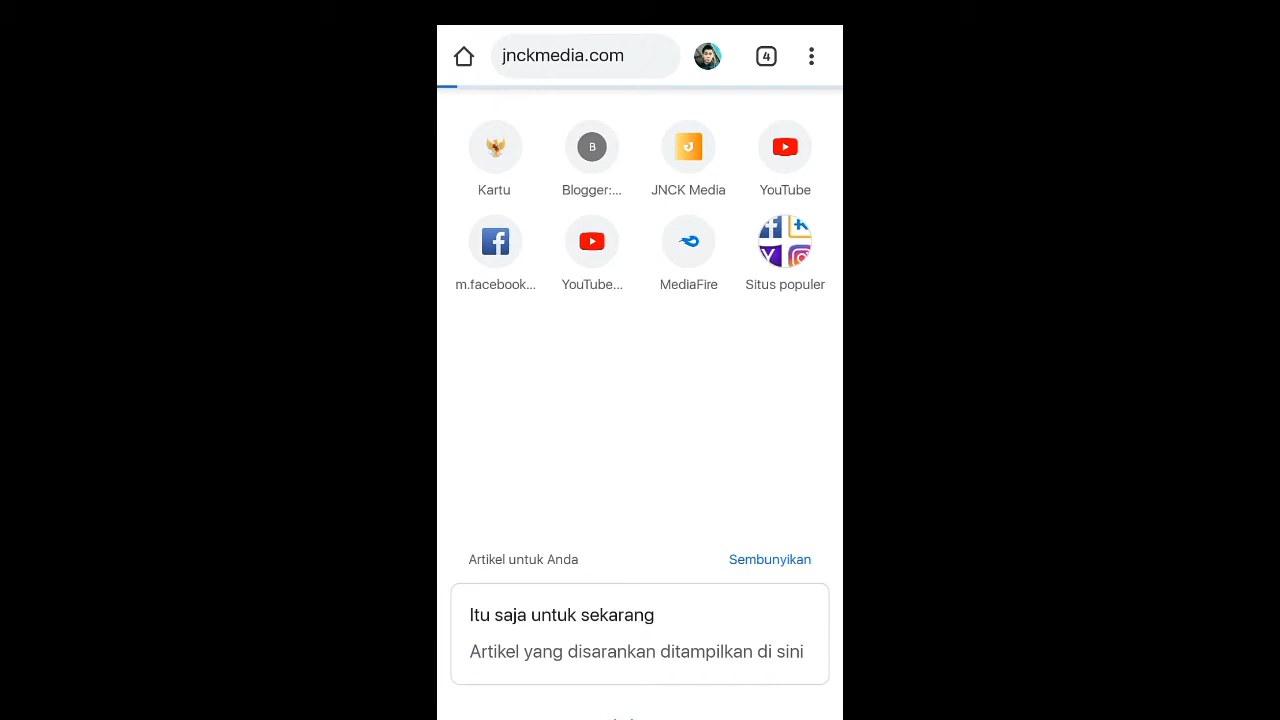 jnckmedia.com
4
B
Kartu
Blogger:...
JNCK Media
YouTube
m.facebook...
YouTube...
MediaFire
Situs populer
Artikel untuk Anda
Sembunyikan
Itu saja untuk sekarang
Artikel yang disarankan ditampilkan di sini